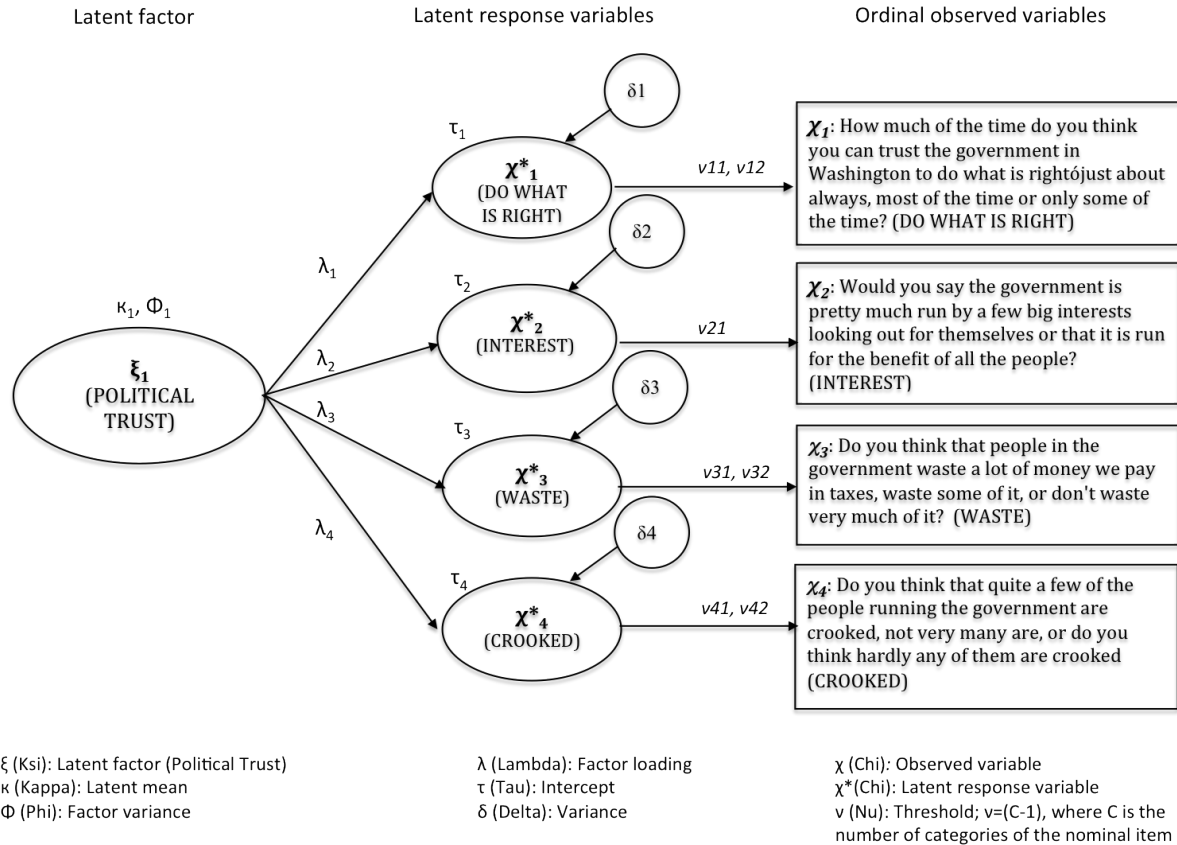 Latent factor
Latent response variables
Ordinal observed variables
δ1
τ1
χ*1
(DO WHAT
IS RIGHT)
ν11, ν12
χ1: How much of the time do you think
you can trust the government in
Washington to do what is rightójust about
always, most of the time or only some of
the time? (DO WHAT IS RIGHT)
δ2
λ1
τ2
χ*2
(INTEREST)
ν21
χ2: Would you say the government is
pretty much run by a few big interests
looking out for themselves or that it is run
for the benefit of all the people?
(INTEREST)
κ1, Φ1
ξ1
(POLITICAL
TRUST)
λ2
δ3
λ3
τ3
χ*3
(WASTE)
ν31, ν32
χ3: Do you think that people in the
government waste a lot of money we pay
in taxes, waste some of it, or don't waste
very much of it?  (WASTE)
λ4
δ4
τ4
χ*4
(CROOKED)
ν41, ν42
χ4: Do you think that quite a few of the
people running the government are
crooked, not very many are, or do you
think hardly any of them are crooked
(CROOKED)
ξ (Ksi): Latent factor (Political Trust)
κ (Kappa): Latent mean
Φ (Phi): Factor variance
λ (Lambda): Factor loading
τ (Tau): Intercept
δ (Delta): Variance
χ (Chi): Observed variable
χ*(Chi): Latent response variable
ν (Nu): Threshold; ν=(C-1), where C is the
number of categories of the nominal item